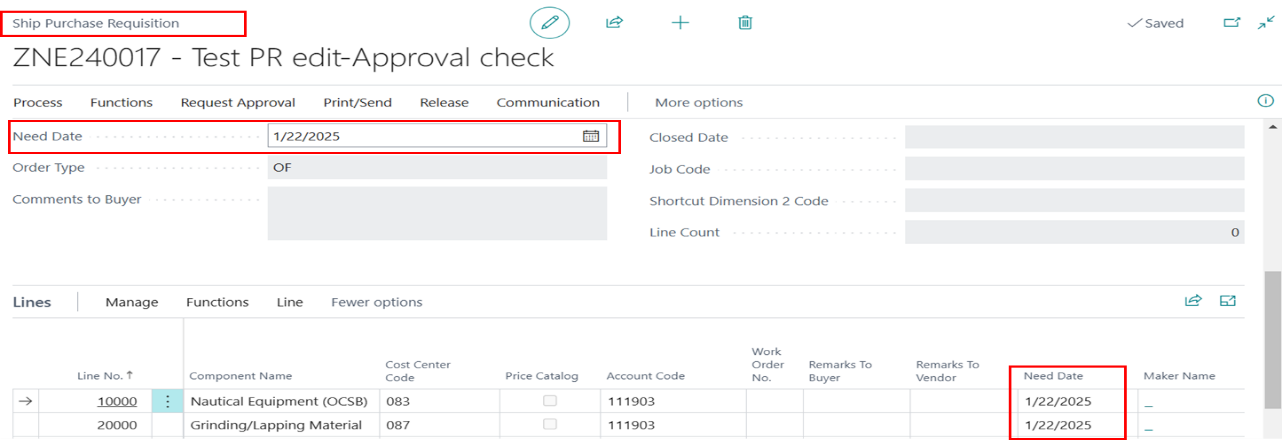 Ship Purchase Requisition
Saved
ZNE240017 - Test PR edit-Approval check
Process Functions Request Approval Print/Send Release Communication More options
Need Date 1/22/2025 Closed Date
Order Type OF Job Code
Comments to Buyer Shortcut Dimension 2 Code
Line Count 0
Lines Manage Functions Line Fewer options
Line No. ↑ Component Name Cost Center Code Price Catalog Account Code Work Order No. Remarks To Buyer Remarks To Vendor Need Date Maker Name
10000 Nautical Equipment (OCSB) 083 111903 1/22/2025 _
20000 Grinding/Lapping Material 087 111903 1/22/2025 _